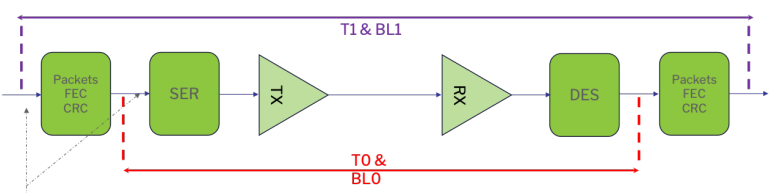 T1 & BL1
Packets
FEC
CRC
SER
TX
RX
DES
Packets
FEC
CRC
T0 &
BL0